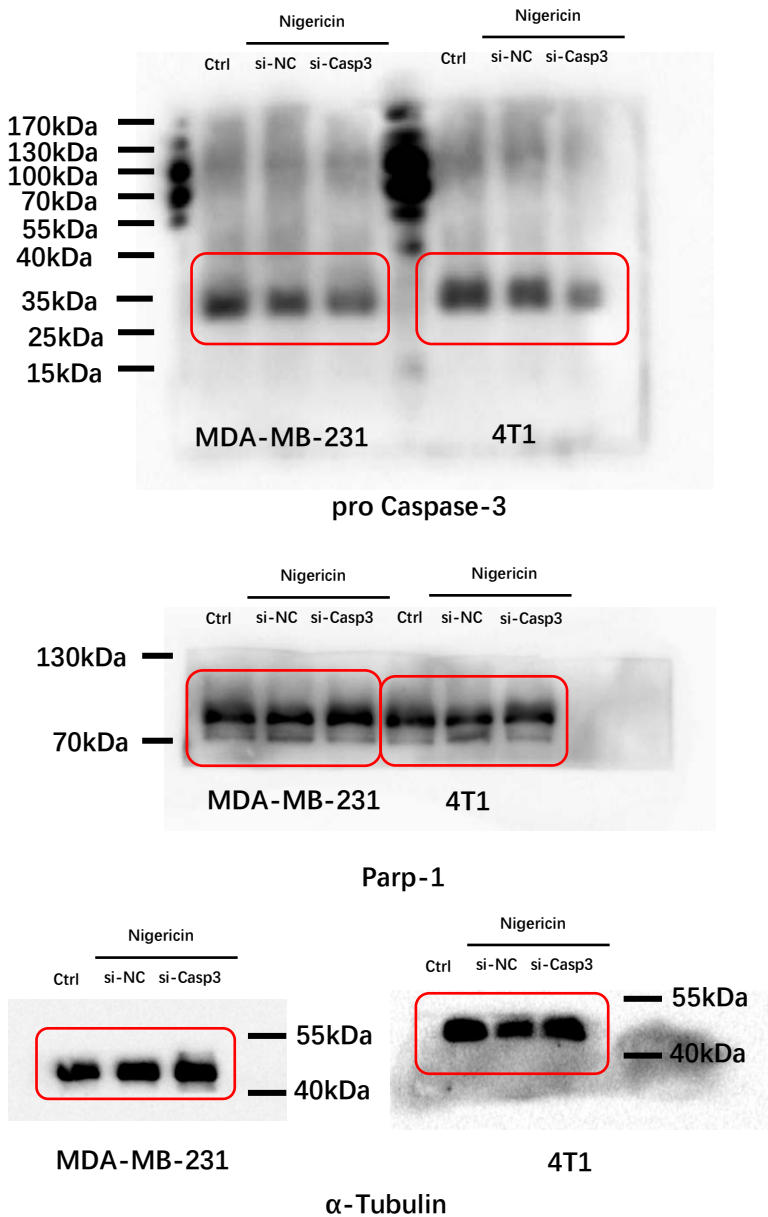 Nigericin
Nigericin
Ctrl si-NC si-Casp3
Ctrl si-NC si-Casp3
170kDa
130kDa
100kDa
70kDa
55kDa
40kDa
35kDa
25kDa
15kDa
MDA-MB-231
4T1
pro Caspase-3
Nigericin
Nigericin
Ctrl si-NC si-Casp3
Ctrl si-NC si-Casp3
130kDa
70kDa
MDA-MB-231
4T1
Parp-1
Nigericin
Ctrl si-NC si-Casp3
55kDa
40kDa
MDA-MB-231
Nigericin
Ctrl si-NC si-Casp3
55kDa
40kDa
4T1
α-Tubulin